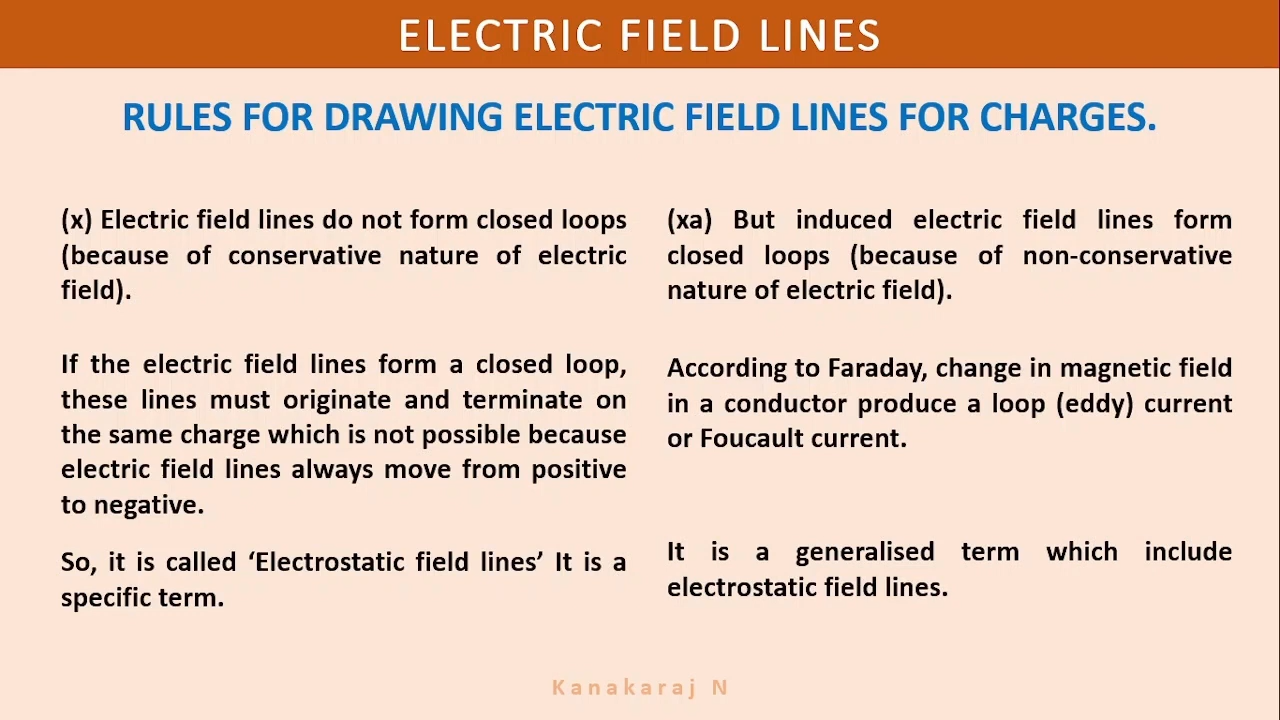 ELECTRIC FIELD LINES
RULES FOR DRAWING ELECTRIC FIELD LINES FOR CHARGES.
(x) Electric field lines do not form closed loops
(because of conservative nature of electric
field).
If the electric field lines form a closed loop,
these lines must originate and terminate on
the same charge which is not possible because
electric field lines always move from positive
to negative.
So, it is called ‘Electrostatic field lines’ It is a
specific term.
(xa) But induced electric field lines form
closed loops (because of non-conservative
nature of electric field).
According to Faraday, change in magnetic field
in a conductor produce a loop (eddy) current
or Foucault current.
It is a generalised term which include
electrostatic field lines.
Kanakaraj N